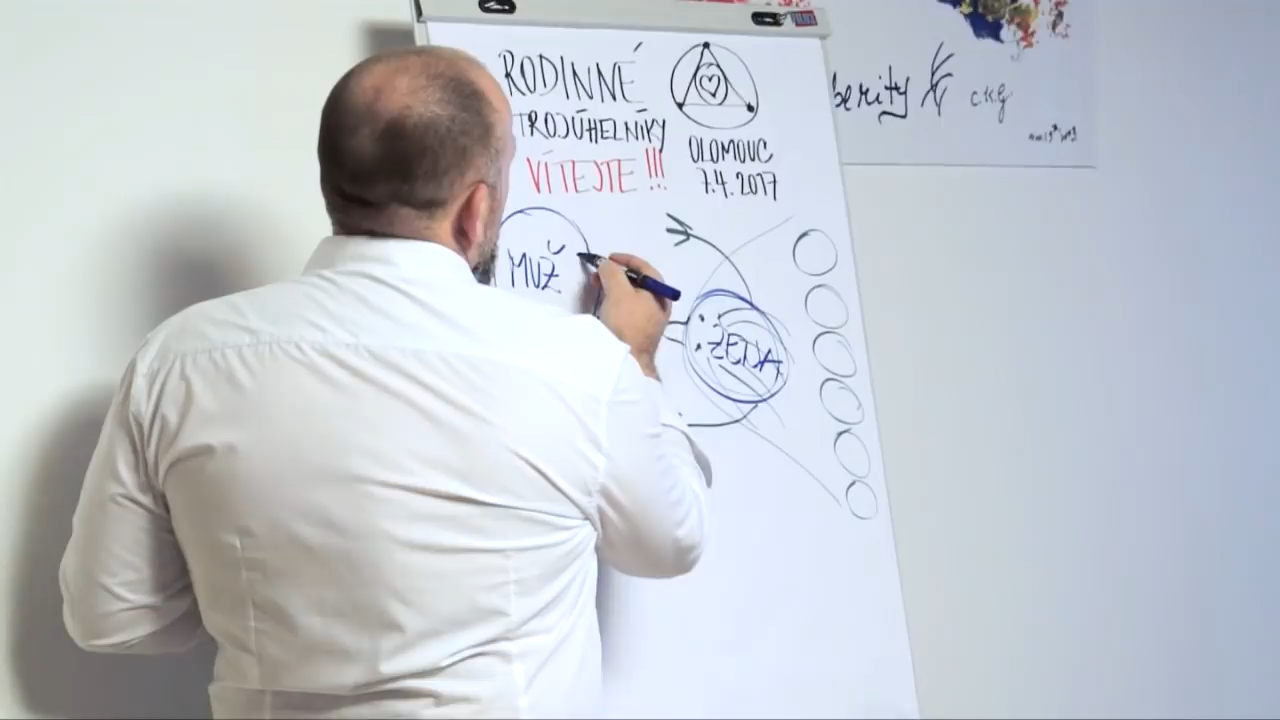 RODINNÉ
TROJÚHELNÍKY
VÍTEJTE!!!
OLOMOUC
7.4.2017
MUŽ
ŽENA
berity